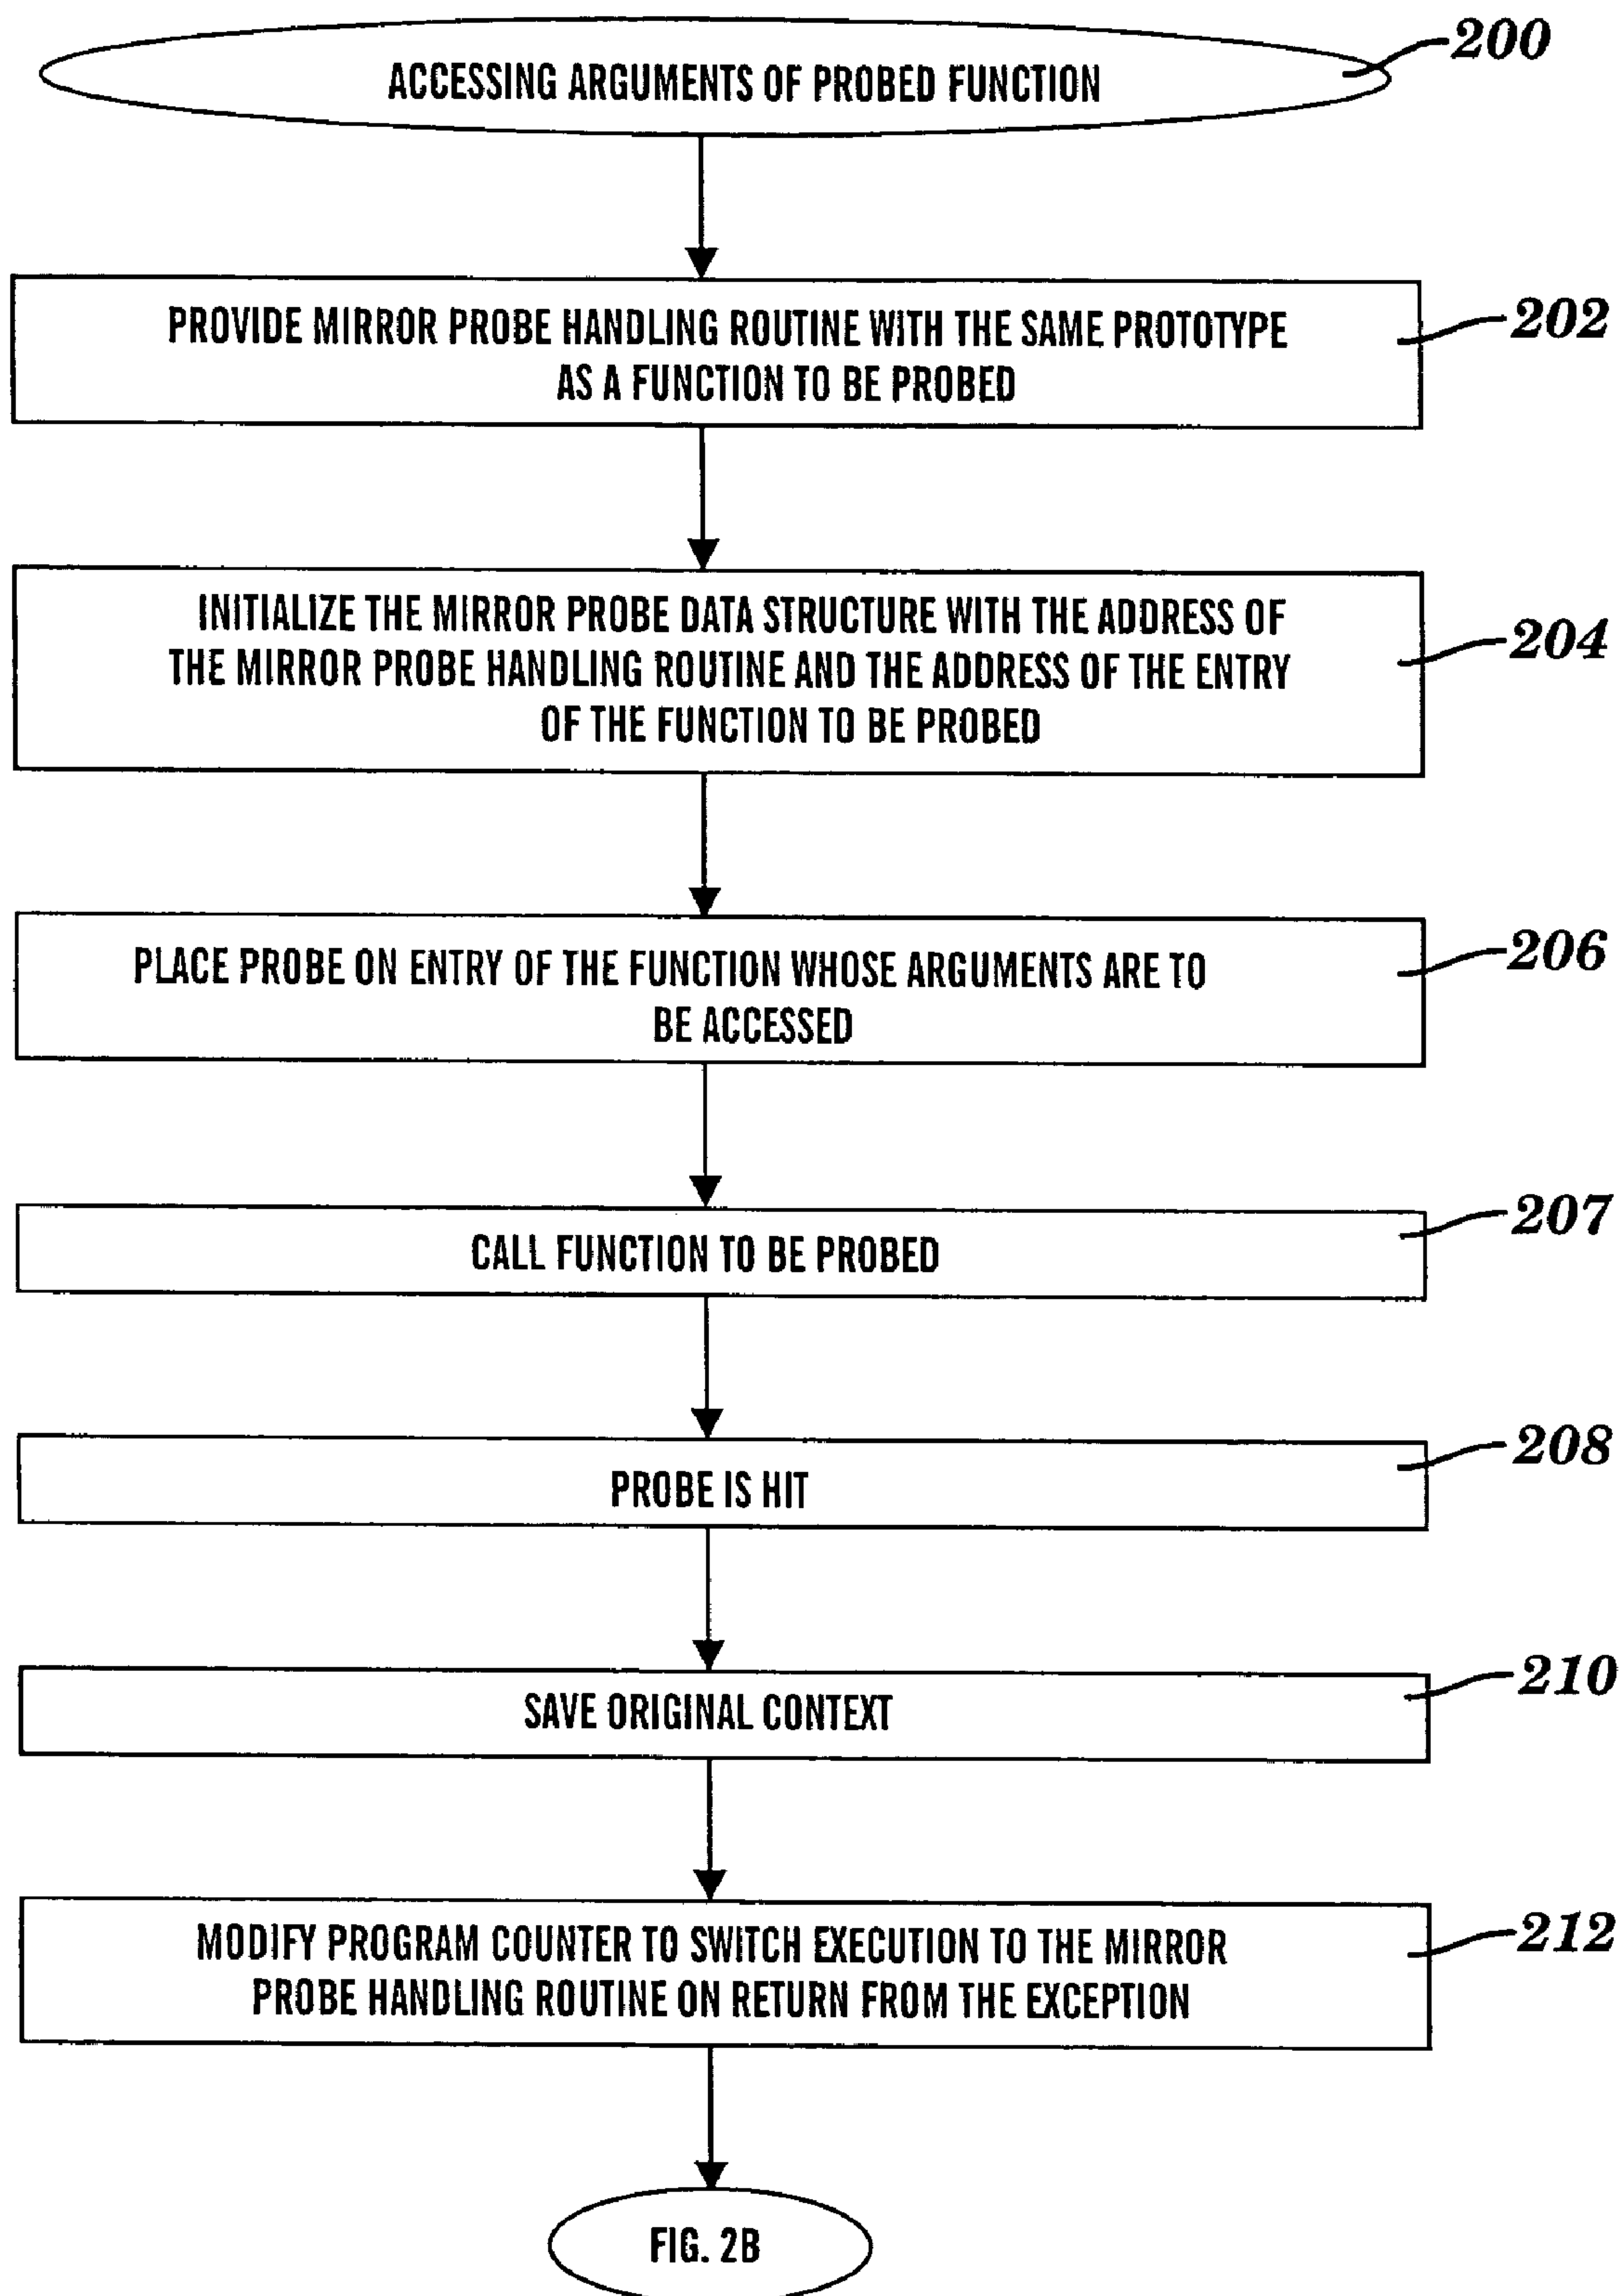 200
ACCESSING ARGUMENTS OF PROBED FUNCTION
202
PROVIDE MIRROR PROBE HANDLING ROUTINE WITH THE SAME PROTOTYPE
AS A FUNCTION TO BE PROBED
204
INITIALIZE THE MIRROR PROBE DATA STRUCTURE WITH THE ADDRESS OF
THE MIRROR PROBE HANDLING ROUTINE AND THE ADDRESS OF THE ENTRY
OF THE FUNCTION TO BE PROBED
206
PLACE PROBE ON ENTRY OF THE FUNCTION WHOSE ARGUMENTS ARE TO
BE ACCESSED
207
CALL FUNCTION TO BE PROBED
208
PROBE IS HIT
210
SAVE ORIGINAL CONTEXT
212
MODIFY PROGRAM COUNTER TO SWITCH EXECUTION TO THE MIRROR
PROBE HANDLING ROUTINE ON RETURN FROM THE EXCEPTION
FIG. 2B